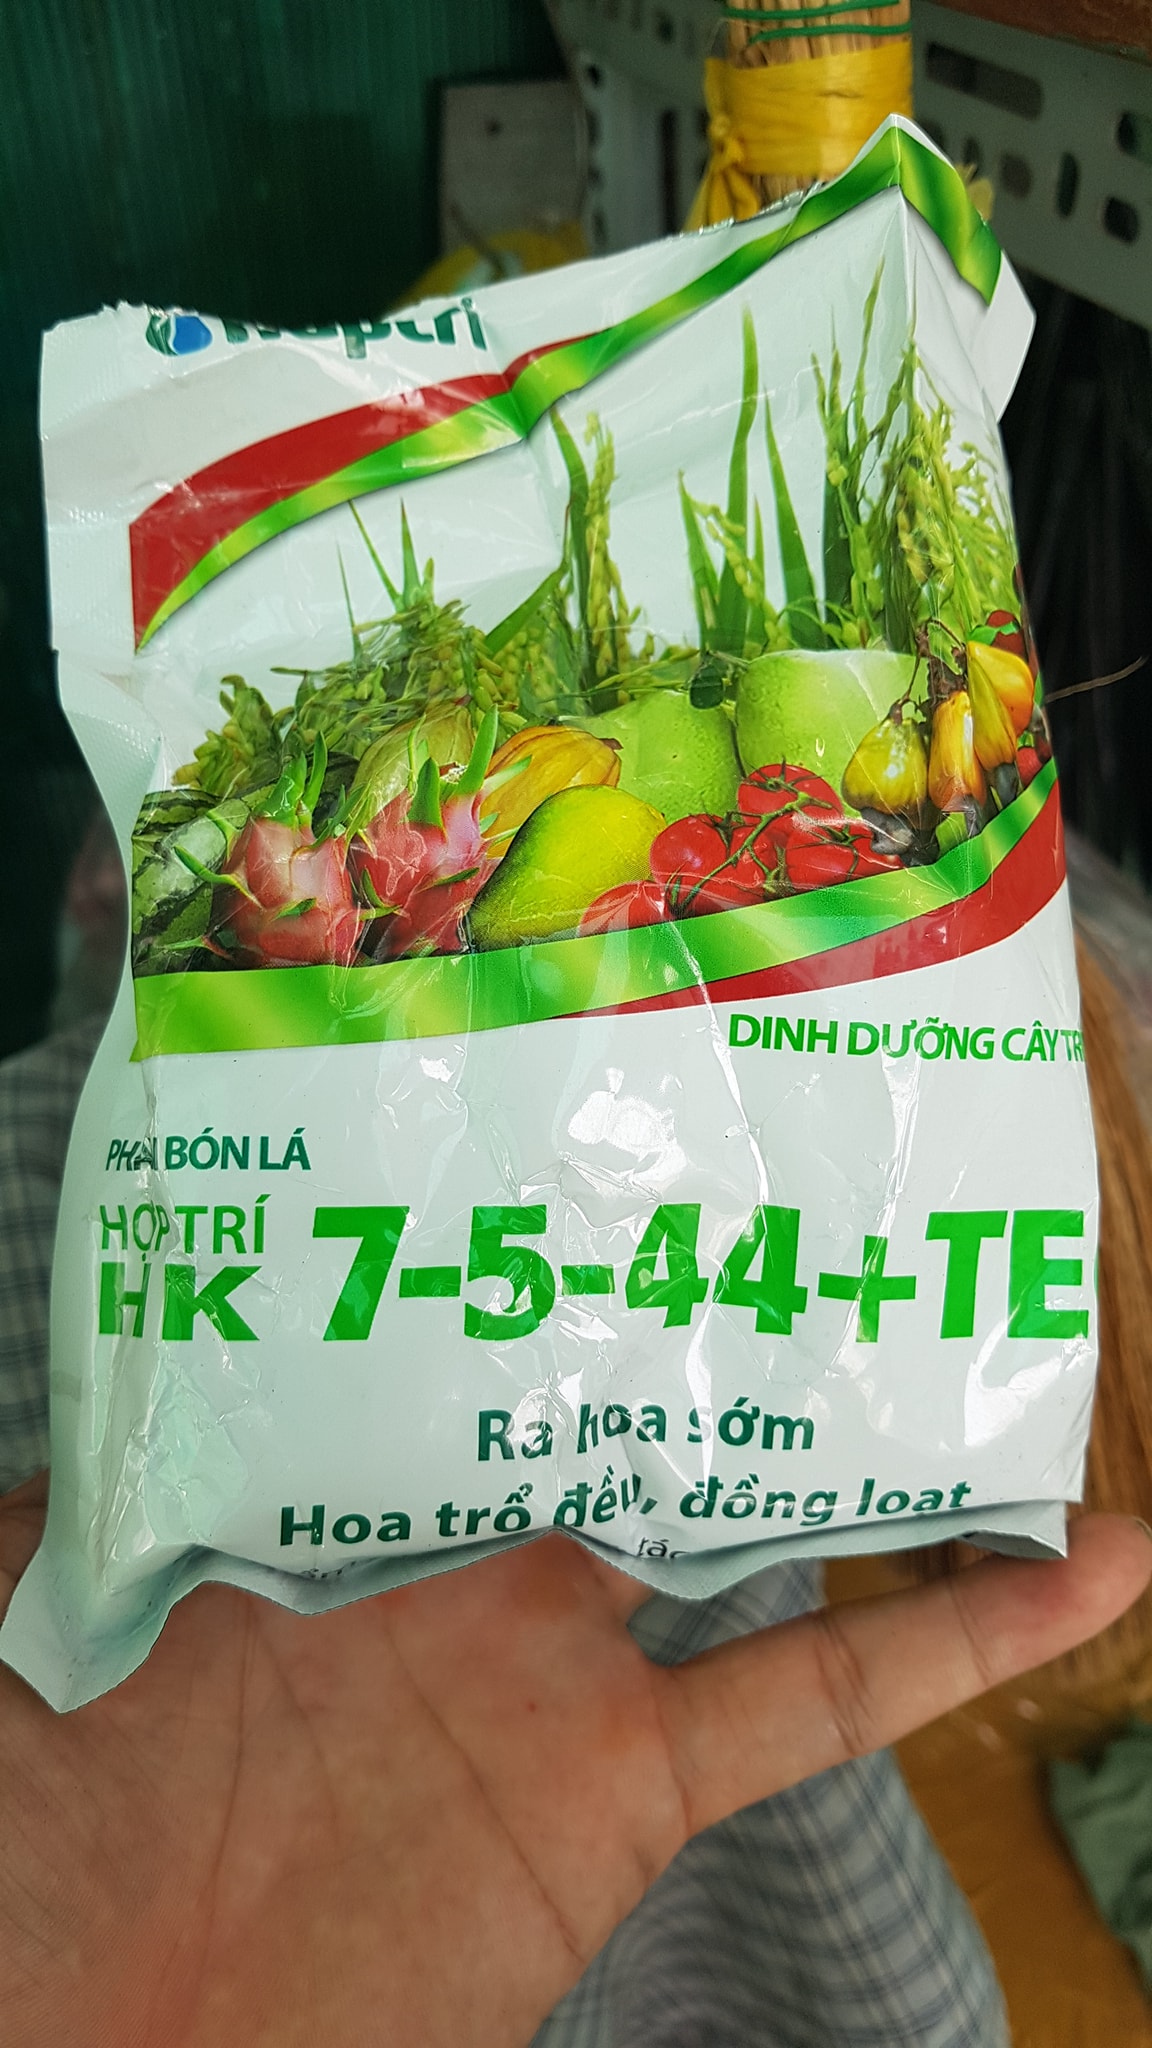 Hợptrí
DINH DƯỠNG CÂY
PHÂN BÓN LÁ
HỢP TRÍ
HK 7-5-44+TE
Ra hoa sớm
Hoa trổ đều, đồng loạt